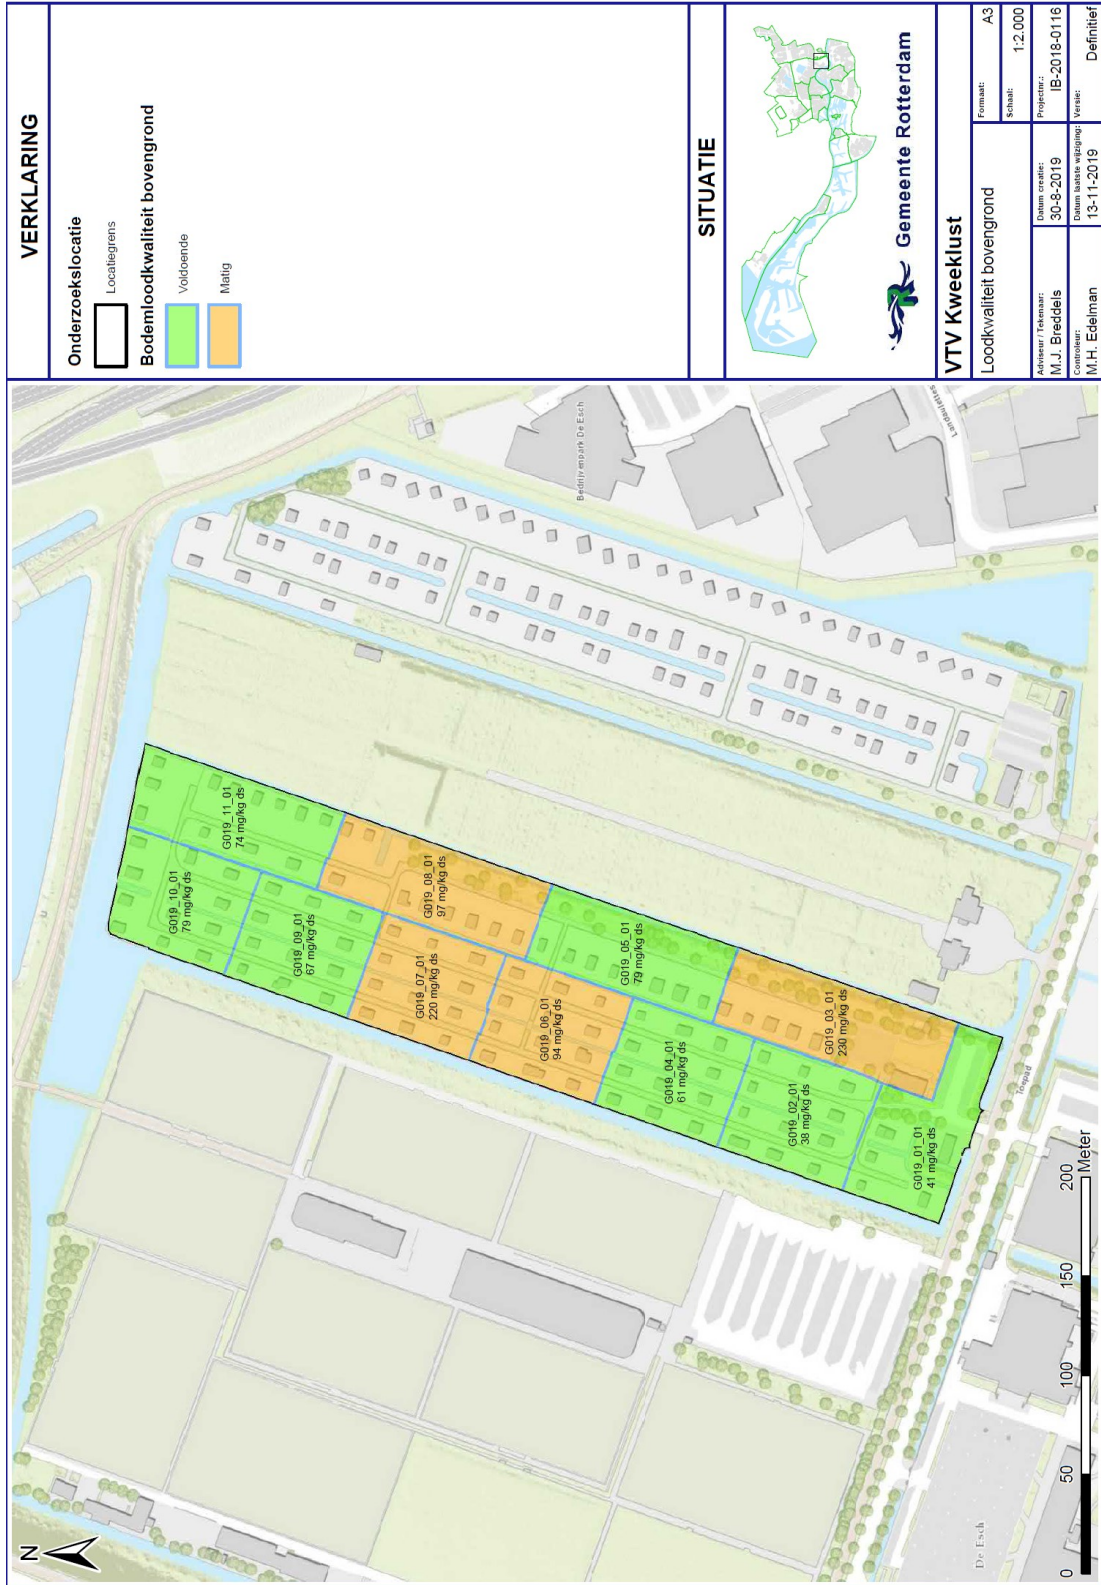 VERKLARING
Onderzoekslocatie
Locatiegrens
Bodemloodkwaliteit bovengrond
Voldoende
Matig
SITUATIE
Gemeente Rotterdam
VTV Kweeklust
Loodkwaliteit bovengrond
Formaat:
A3
Schaal:
1:2.000
Adviseur / Tekenaar:
M.J. Breddels
Datum creatie:
30-8-2019
Projectnr.:
IB-2018-0116
Controleur:
M.H. Edelman
Datum laatste wijziging:
13-11-2019
Versie:
Definitief
N
Bedrijvenpark De Esch
G019_11_01
74 mg/kg ds
G019_10_01
79 mg/kg ds
G019_09_01
67 mg/kg ds
G019_08_01
97 mg/kg ds
G019_07_01
220 mg/kg ds
G019_06_01
94 mg/kg ds
G019_05_01
79 mg/kg ds
G019_04_01
61 mg/kg ds
G019_03_01
230 mg/kg ds
G019_02_01
38 mg/kg ds
G019_01_01
41 mg/kg ds
Toepad
De Esch
0 50 100 150 200
Meter